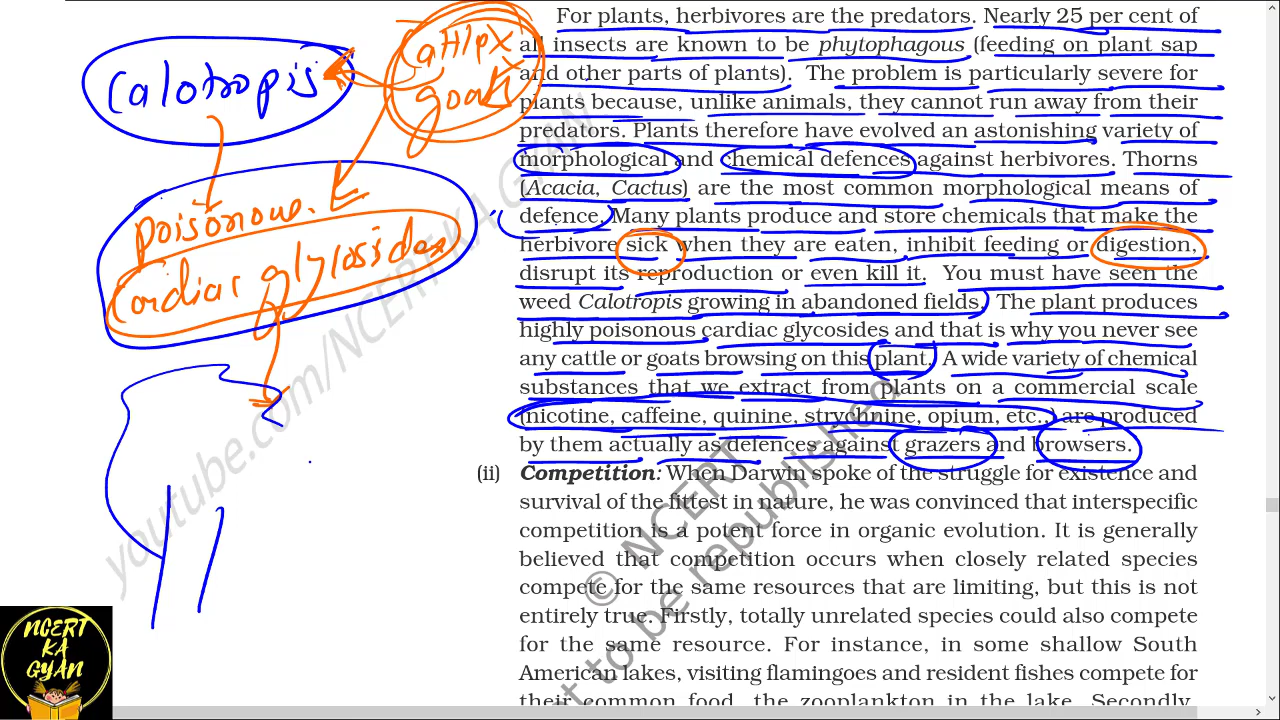 Calotropis
goats
poisonous.
Cardiac glycosides
For plants, herbivores are the predators. Nearly 25 per cent of
all insects are known to be phytophagous (feeding on plant sap
and other parts of plants). The problem is particularly severe for
plants because, unlike animals, they cannot run away from their
predators. Plants therefore have evolved an astonishing variety of
morphological and chemical defences against herbivores. Thorns
(Acacia, Cactus) are the most common morphological means of
defence. Many plants produce and store chemicals that make the
herbivore sick when they are eaten, inhibit feeding or digestion,
disrupt its reproduction or even kill it. You must have seen the
weed Calotropis growing in abandoned fields. The plant produces
highly poisonous cardiac glycosides and that is why you never see
any cattle or goats browsing on this plant. A wide variety of chemical
substances that we extract from plants on a commercial scale
(nicotine, caffeine, quinine, strychnine, opium, etc.,) are produced
by them actually as defences against grazers and browsers.
(ii) Competition: When Darwin spoke of the struggle for existence and
survival of the fittest in nature, he was convinced that interspecific
competition is a potent force in organic evolution. It is generally
believed that competition occurs when closely related species
compete for the same resources that are limiting, but this is not
entirely true. Firstly, totally unrelated species could also compete
for the same resource. For instance, in some shallow South
American lakes, visiting flamingoes and resident fishes compete for
their common food, the zooplankton in the lake. Secondly,
youtube.com/NCERT KA GYAN
© NCERT
t to be republished
NCERT
KA
GYAN